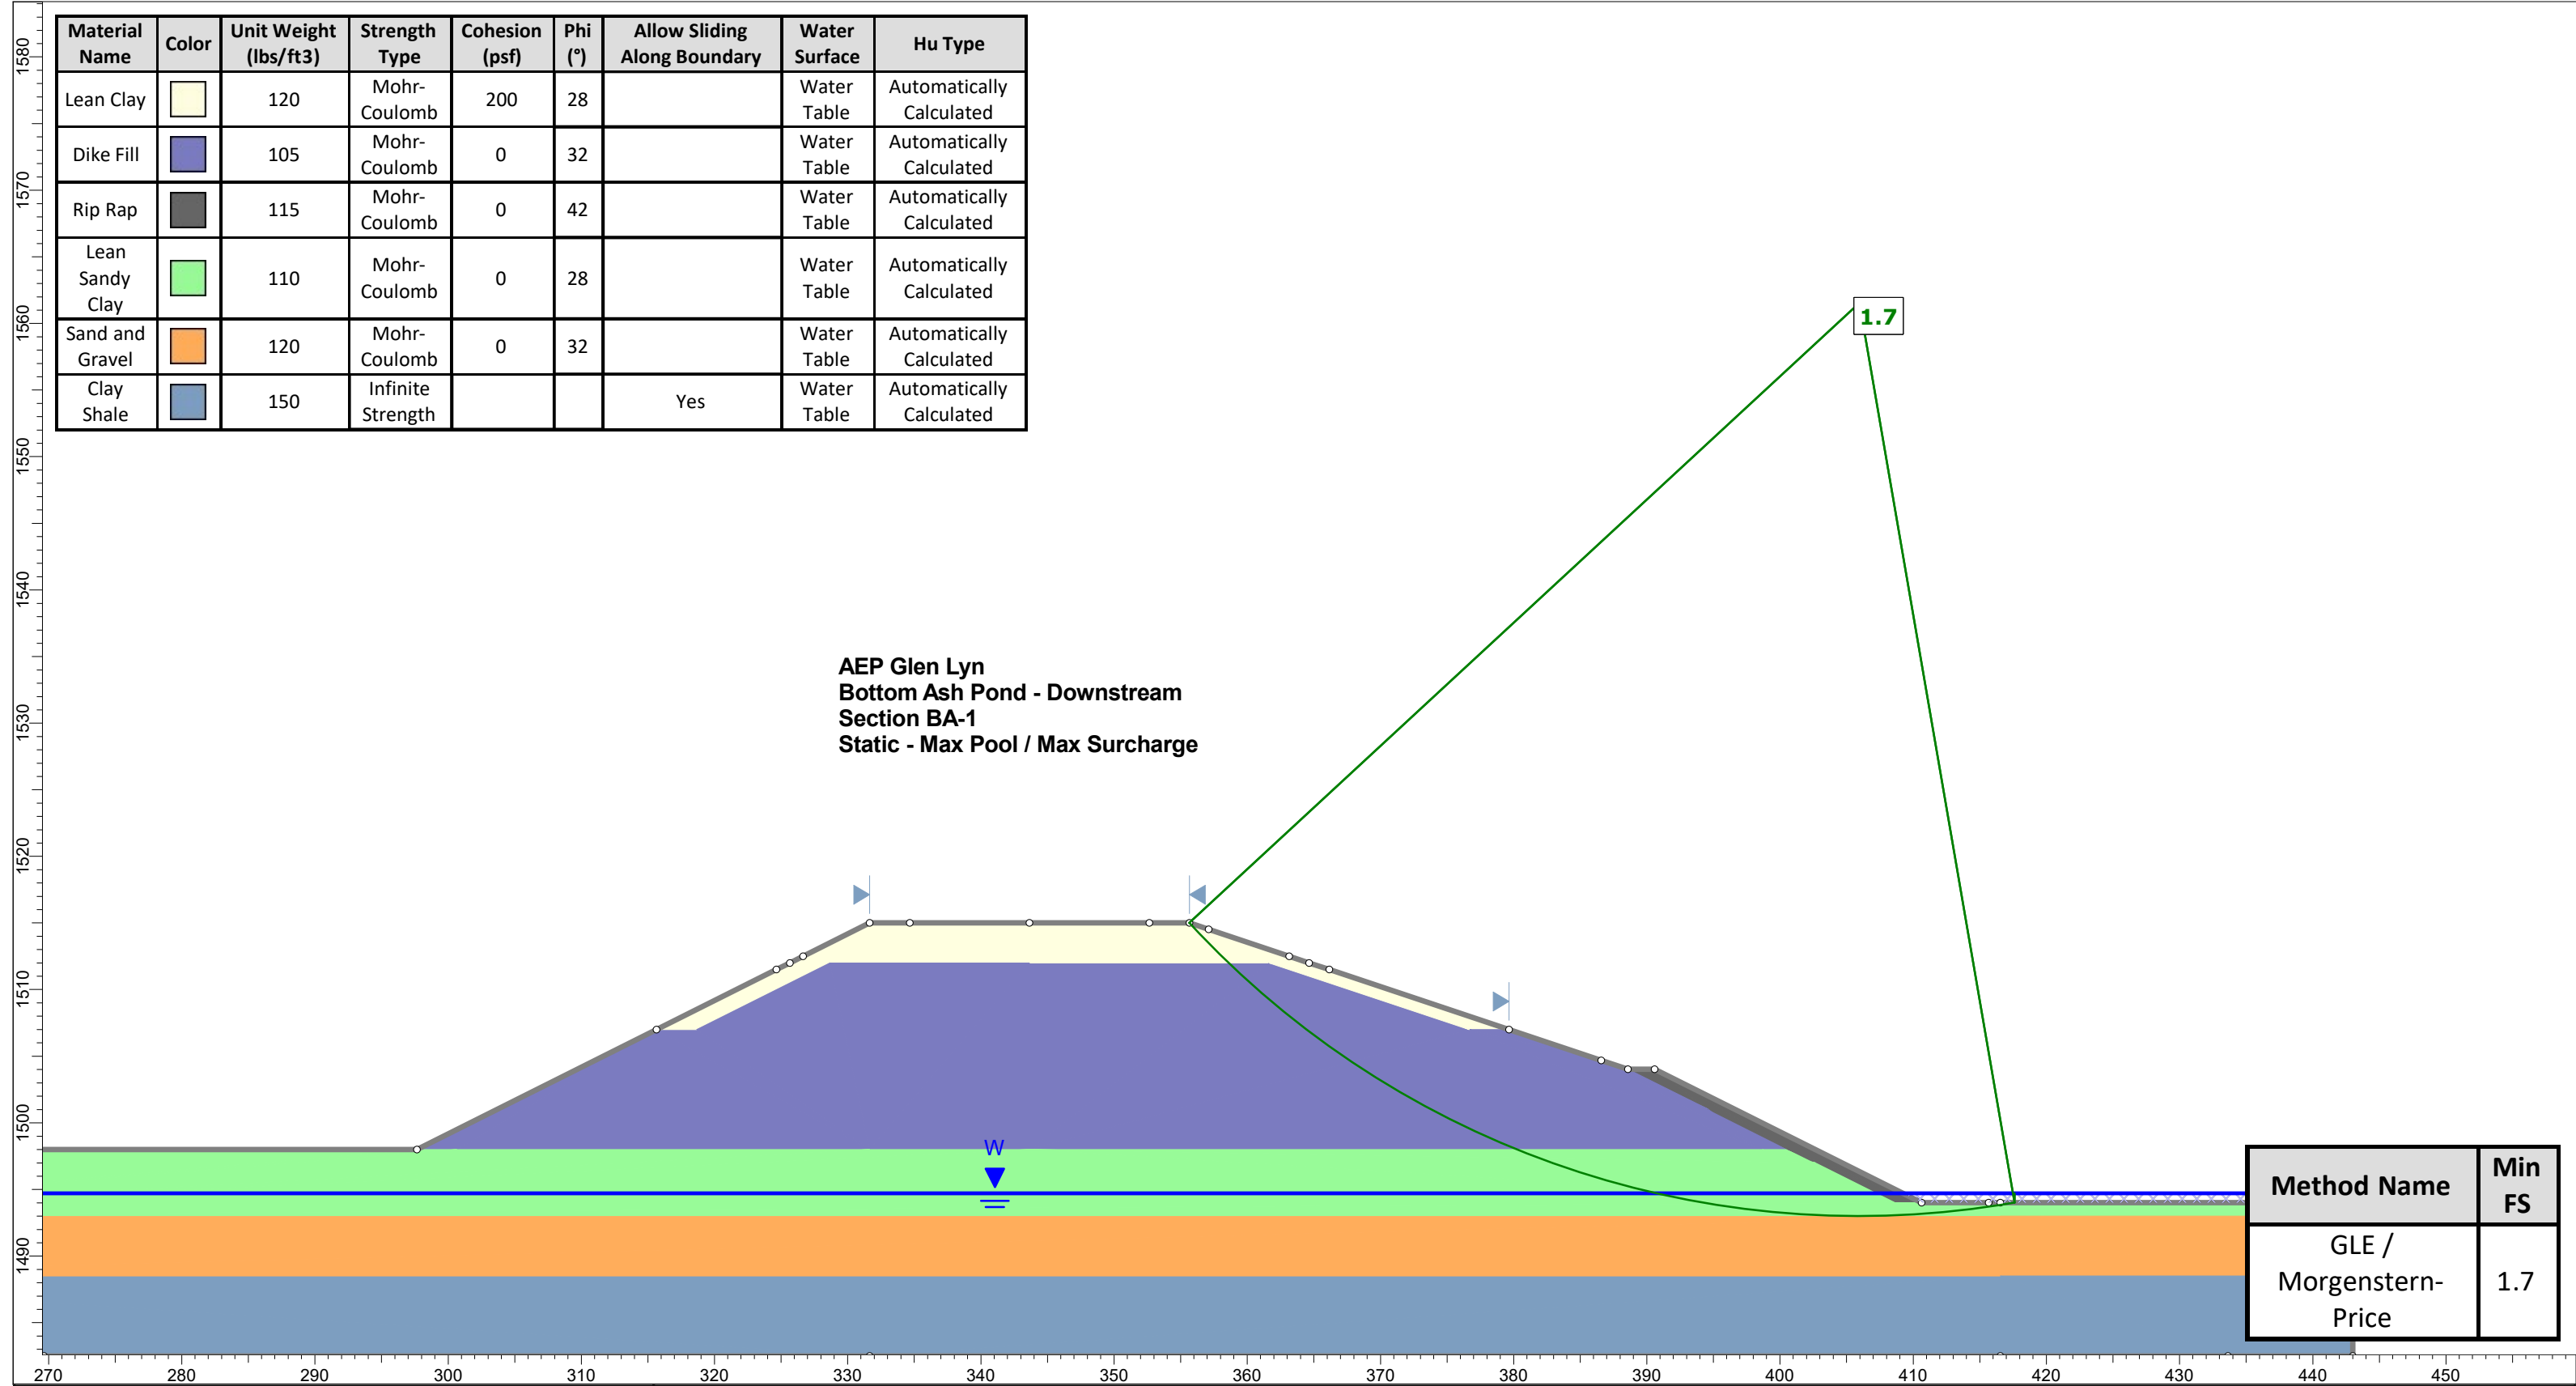 Material Name Color Unit Weight (lbs/ft3) Strength Type Cohesion (psf) Phi (°) Allow Sliding Along Boundary Water Surface Hu Type
Lean Clay 120 Mohr-Coulomb 200 28 Water Table Automatically Calculated
Dike Fill 105 Mohr-Coulomb 0 32 Water Table Automatically Calculated
Rip Rap 115 Mohr-Coulomb 0 42 Water Table Automatically Calculated
Lean Sandy Clay 110 Mohr-Coulomb 0 28 Water Table Automatically Calculated
Sand and Gravel 120 Mohr-Coulomb 0 32 Water Table Automatically Calculated
Clay Shale 150 Infinite Strength Yes Water Table Automatically Calculated
1.7
AEP Glen Lyn
Bottom Ash Pond - Downstream
Section BA-1
Static - Max Pool / Max Surcharge
W
Method Name Min FS
GLE / Morgenstern-Price 1.7
1580
1570
1560
1550
1540
1530
1520
1510
1500
1490
270 280 290 300 310 320 330 340 350 360 370 380 390 400 410 420 430 440 450